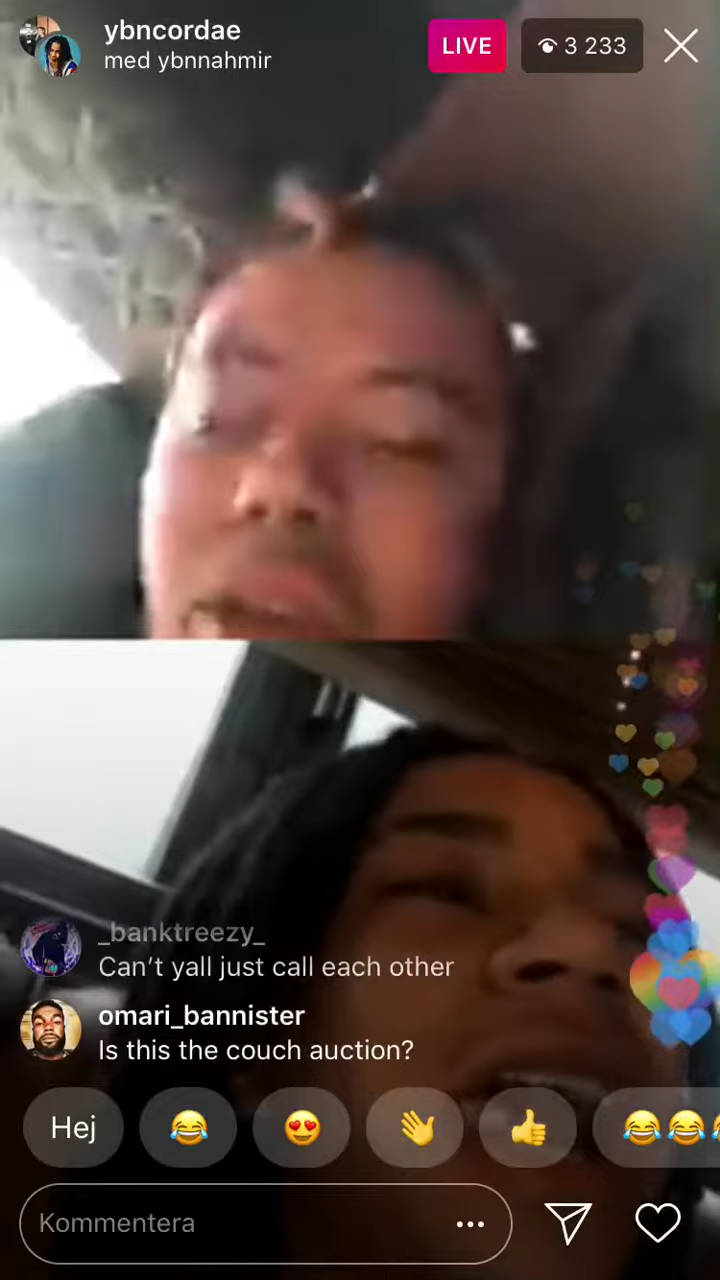 ybncordae
med ybnnahmir
LIVE
3 233
_banktreezy_
Can't yall just call each other
omari_bannister
Is this the couch auction?
Hej
Kommentera